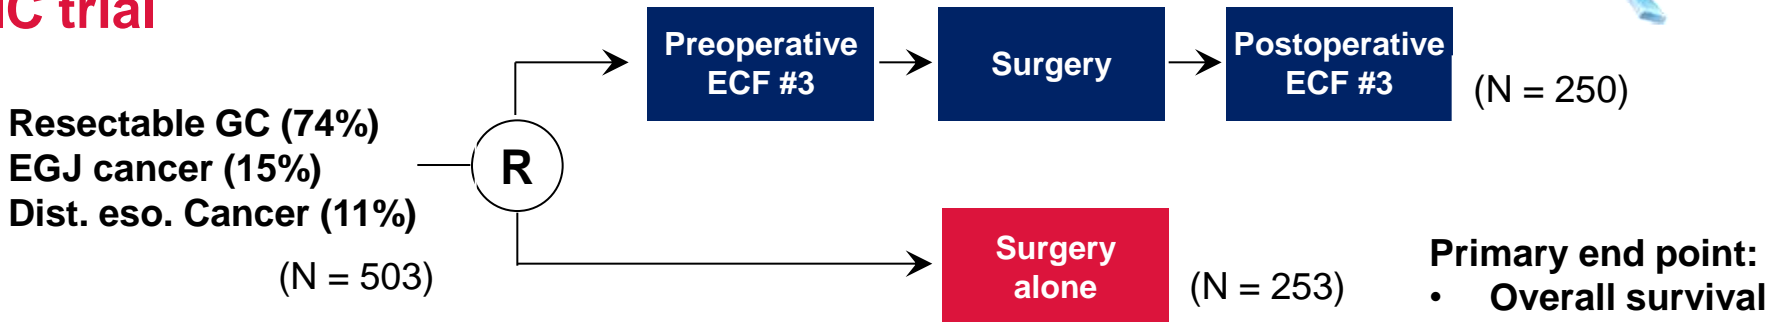 trial
Preoperative
ECF #3
Surgery
Postoperative
ECF #3
(N = 250)
Resectable GC (74%)
EGJ cancer (15%)
Dist. eso. Cancer (11%)
(N = 503)
R
Surgery
alone
(N = 253)
Primary end point:
• Overall survival